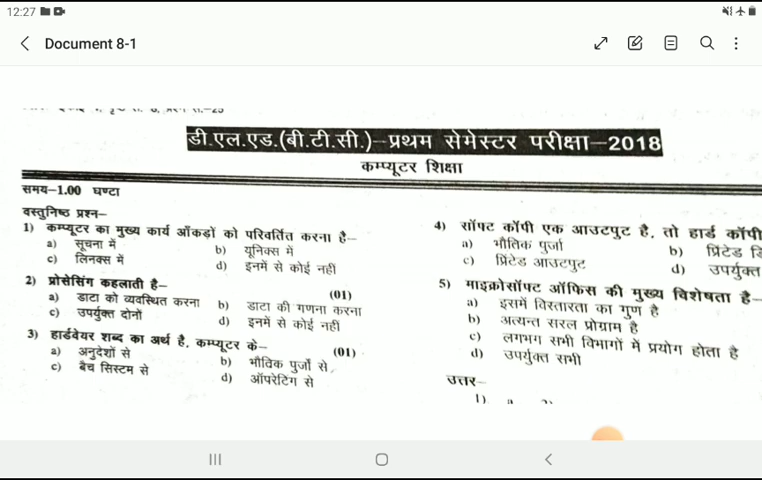 12:27
Document 8-1
डी.एल.एड.(बी.टी.सी.)–प्रथम सेमेस्टर परीक्षा–2018
कम्प्यूटर शिक्षा
समय–1.00 घण्टा
वस्तुनिष्ठ प्रश्न–
1) कम्प्यूटर का मुख्य कार्य आँकड़ों को परिवर्तित करना है–
a) सूचना में b) यूनिक्स में
c) लिनक्स में d) इनमें से कोई नहीं
(01)
2) प्रोसेसिंग कहलाती है–
a) डाटा को व्यवस्थित करना b) डाटा की गणना करना
c) उपर्युक्त दोनों d) इनमें से कोई नहीं
(01)
3) हार्डवेयर शब्द का अर्थ है, कम्प्यूटर के–
a) अनुदेशों से b) भौतिक पुर्जों से
c) बैच सिस्टम से d) ऑपरेटिंग से
4) सॉफ्ट कॉपी एक आउटपुट है, तो हार्ड कॉपी
a) भौतिक पुर्जा b) प्रिंटेड
c) प्रिंटेड आउटपुट d) उपर्युक्त
5) माइक्रोसॉफ्ट ऑफिस की मुख्य विशेषता है–
a) इसमें विस्तारता का गुण है
b) अत्यन्त सरल प्रोग्राम है
c) लगभग सभी विभागों में प्रयोग होता है
d) उपर्युक्त सभी
उत्तर–
1)